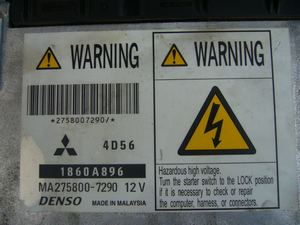 WARNING
*2758007290/*
4D56
1860A896
MA275800-7290 12V
DENSO MADE IN MALAYSIA
WARNING
Hazardous high voltage.
Turn the starter switch to the LOCK position
if it is necessary to check or repair the
computer, harness, or connectors.